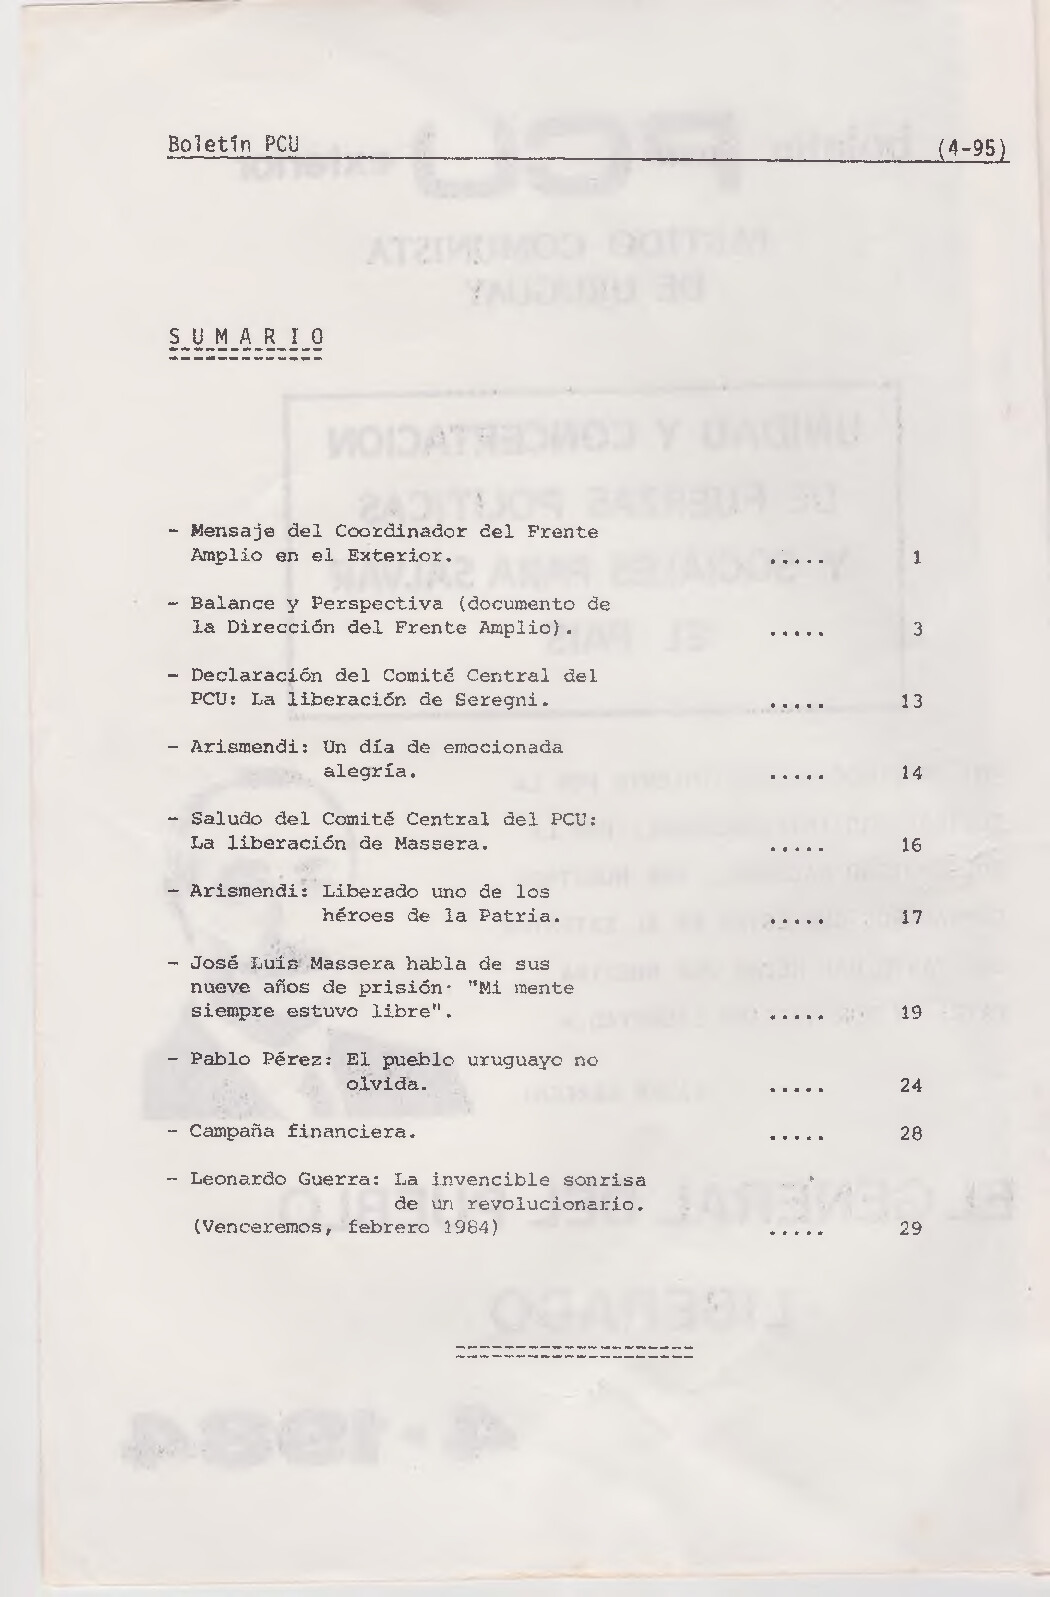 Boletín PCU (4-95)
S U M A R I O
- Mensaje del Coordinador del Frente
Amplio en el Exterior. ..... 1
- Balance y Perspectiva (documento de
la Dirección del Frente Amplio). ..... 3
- Declaración del Comité Central del
PCU: La liberación de Seregni. ..... 13
- Arismendi: Un día de emocionada
alegría. ..... 14
- Saludo del Comité Central del PCU:
La liberación de Massera. ..... 16
- Arismendi: Liberado uno de los
héroes de la Patria. ..... 17
- José Luis Massera habla de sus
nueve años de prisión· "Mi mente
siempre estuvo libre". ..... 19
- Pablo Pérez: El pueblo uruguayo no
olvida. ..... 24
- Campaña financiera. ..... 28
- Leonardo Guerra: La invencible sonrisa
de un revolucionario.
(Venceremos, febrero 1984) ..... 29